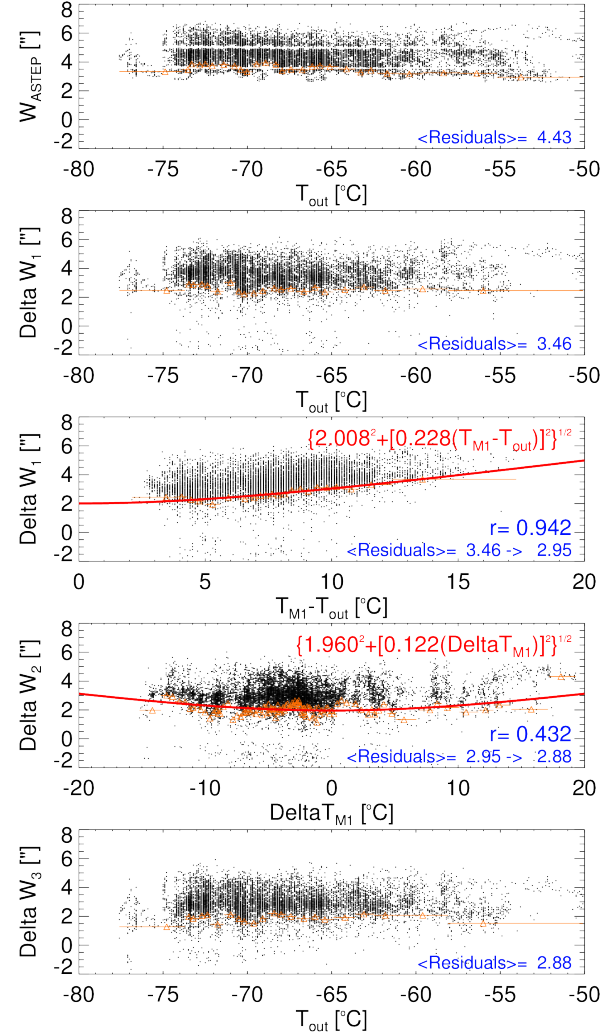 8
6
4
2
0
-2
W_ASTEP ["]
<Residuals>= 4.43
-80 -75 -70 -65 -60 -55 -50
T_out [°C]
8
6
4
2
0
-2
Delta W_1 ["]
<Residuals>= 3.46
-80 -75 -70 -65 -60 -55 -50
T_out [°C]
8
6
4
2
0
-2
Delta W_1 ["]
{2.008²+[0.228(T_M1-T_out)]²}^1/2
r= 0.942
<Residuals>= 3.46 -> 2.95
0 5 10 15 20
T_M1-T_out [°C]
8
6
4
2
0
-2
Delta W_2 ["]
{1.960²+[0.122(DeltaT_M1)]²}^1/2
r= 0.432
<Residuals>= 2.95 -> 2.88
-20 -10 0 10 20
DeltaT_M1 [°C]
8
6
4
2
0
-2
Delta W_3 ["]
<Residuals>= 2.88
-80 -75 -70 -65 -60 -55 -50
T_out [°C]